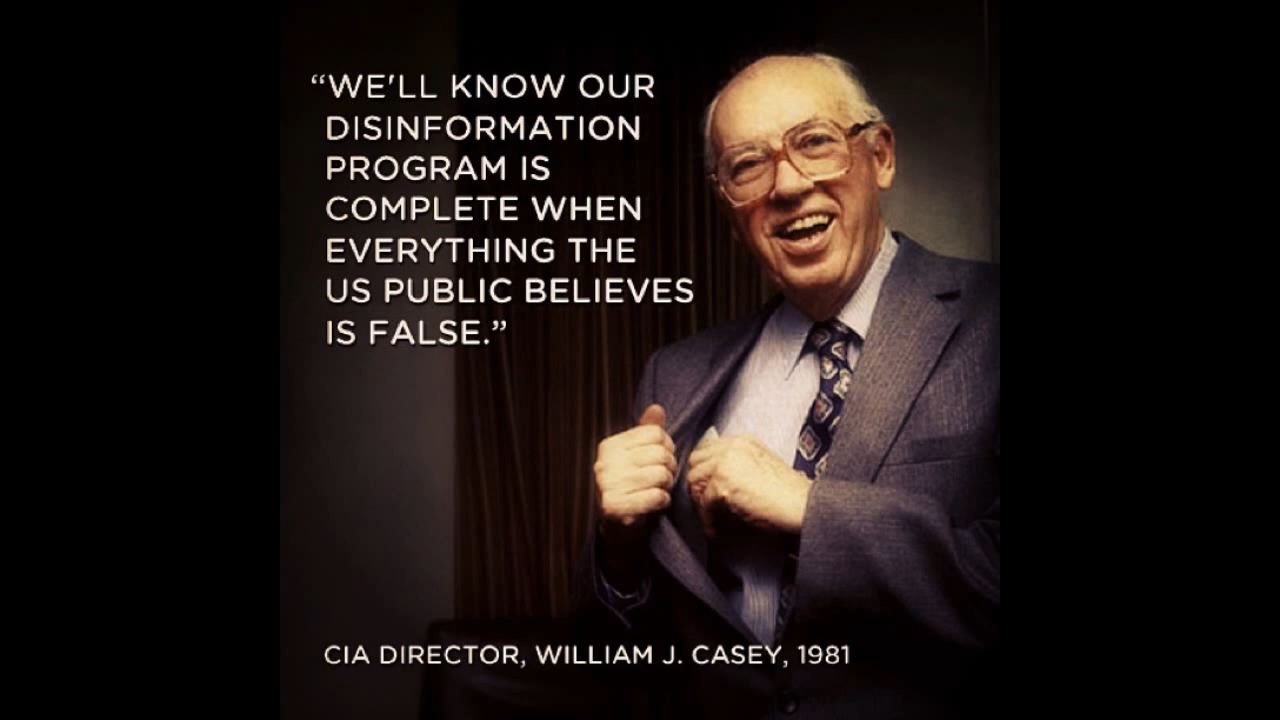 “WE'LL KNOW OUR
DISINFORMATION
PROGRAM IS
COMPLETE WHEN
EVERYTHING THE
US PUBLIC BELIEVES
IS FALSE.”
CIA DIRECTOR, WILLIAM J. CASEY, 1981